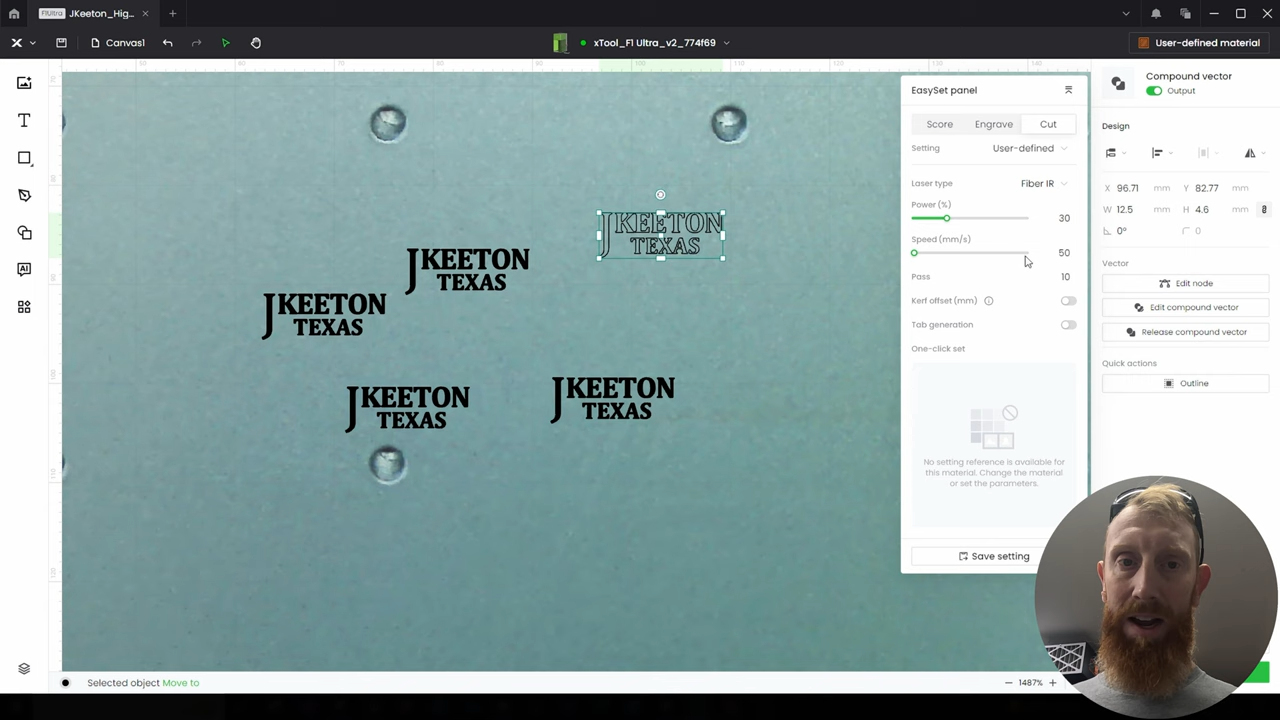 F1Ultra JKeeton_Hig...
Canvas1
xTool_F1 Ultra_v2_774f69
User-defined material
JKEETON
TEXAS
JKEETON
TEXAS
JKEETON
TEXAS
JKEETON
TEXAS
JKEETON
TEXAS
EasySet panel
Score Engrave Cut
Setting User-defined
Laser type Fiber IR
Power (%)
30
Speed (mm/s)
50
Pass 10
Kerf offset (mm)
Tab generation
One-click set
No setting reference is available for
this material. Change the material
or set the parameters.
Save setting
Compound vector
Output
Design
X 96.71 mm Y 82.77 mm
W 12.5 mm H 4.6 mm
0° 0
Vector
Edit node
Edit compound vector
Release compound vector
Quick actions
Outline
Selected object Move to
1487%